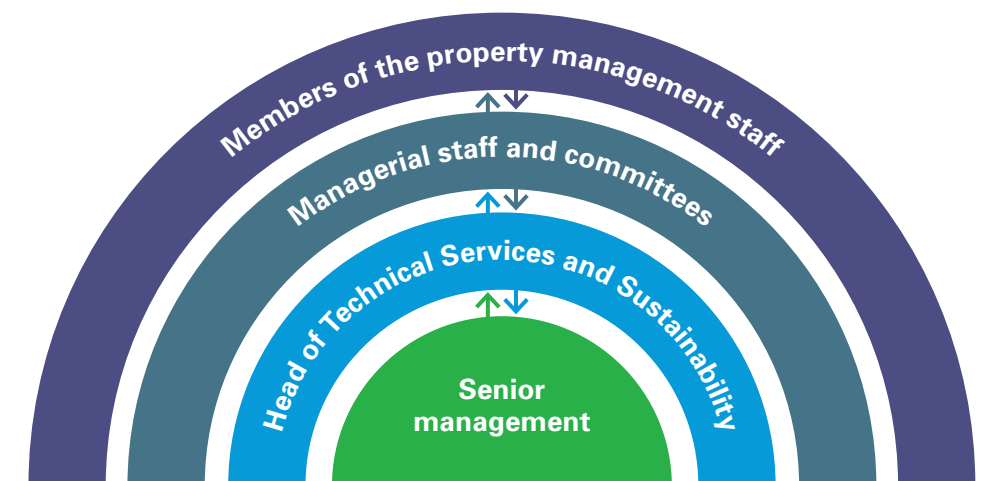 Members of the property management staff
Managerial staff and committees
Head of Technical Services and Sustainability
Senior
management